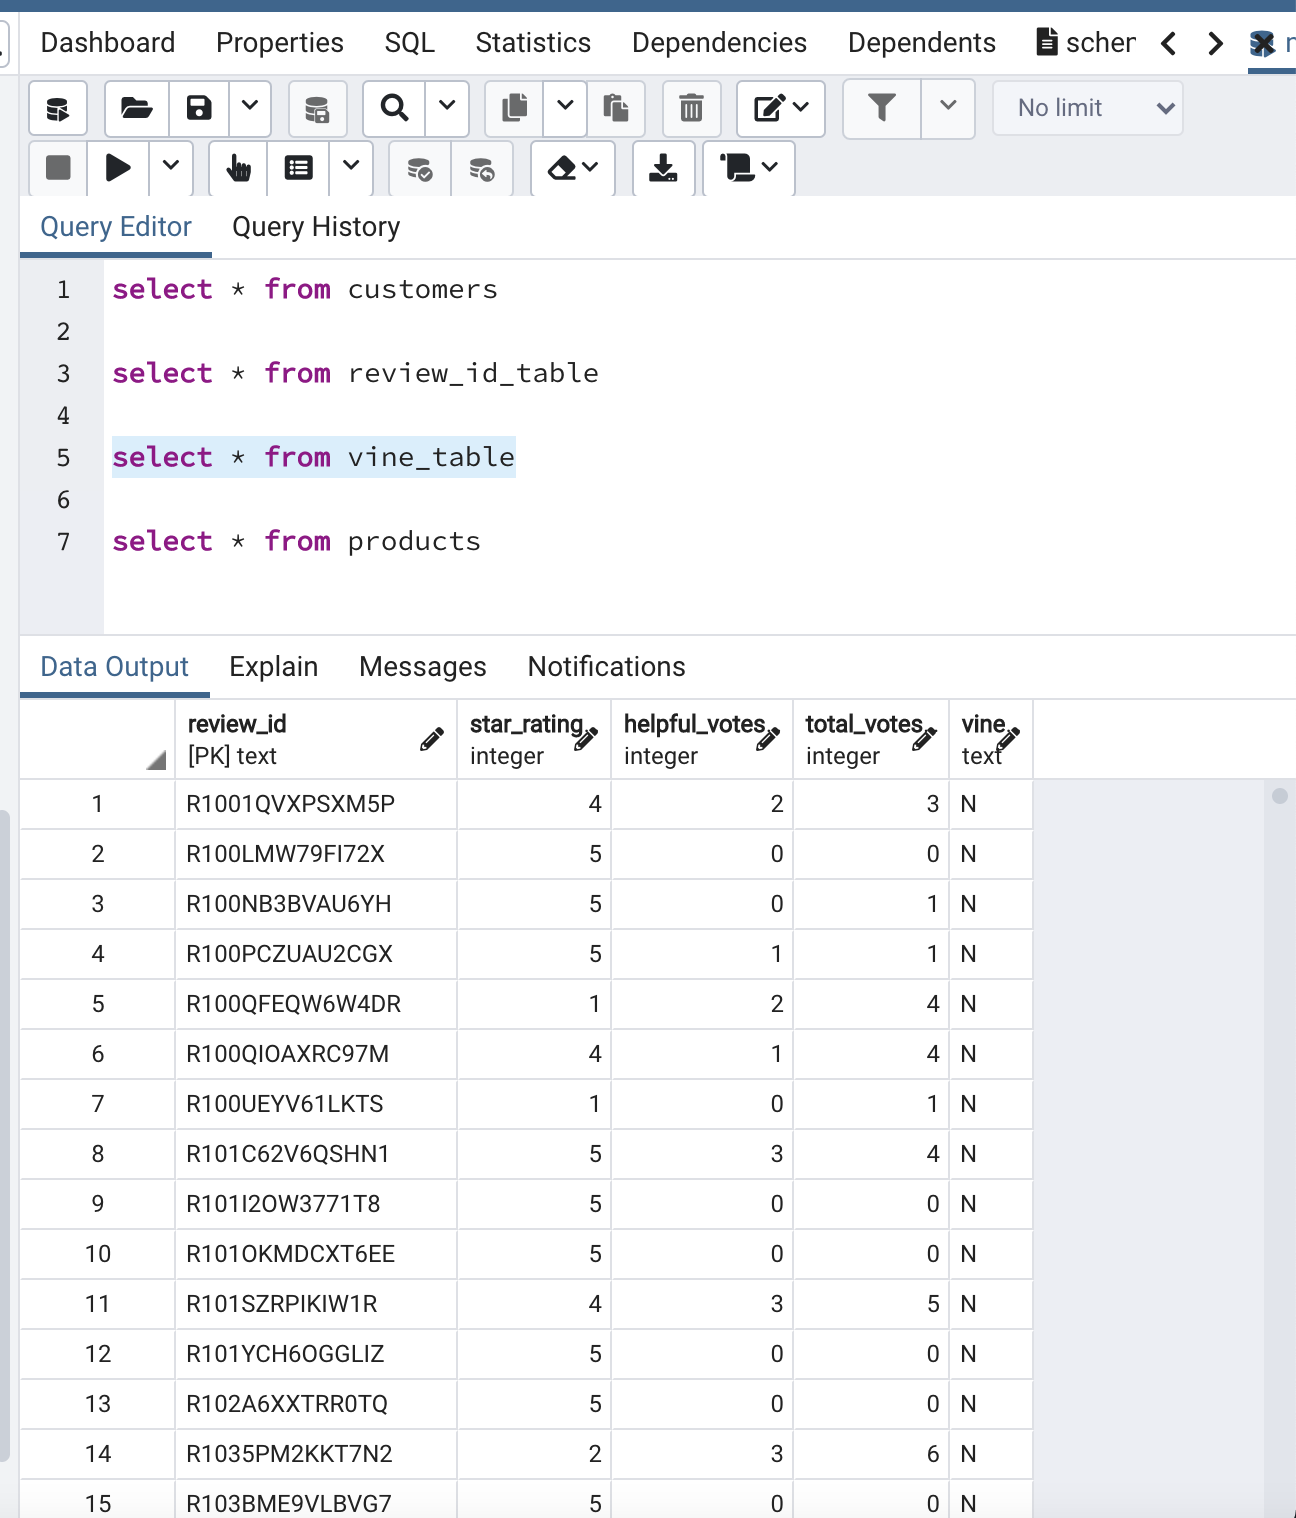 Dashboard Properties SQL Statistics Dependencies Dependents
No limit
Query Editor Query History
1 select * from customers
2
3 select * from review_id_table
4
5 select * from vine_table
6
7 select * from products
Data Output Explain Messages Notifications
review_id star_rating helpful_votes total_votes vine
[PK] text integer integer integer text
1 R1001QVXPSXM5P 4 2 3 N
2 R100LMW79FI72X 5 0 0 N
3 R100NB3BVAU6YH 5 0 1 N
4 R100PCZUAU2CGX 5 1 1 N
5 R100QFEQW6W4DR 1 2 4 N
6 R100QIOAXRC97M 4 1 4 N
7 R100UEYV61LKTS 1 0 1 N
8 R101C62V6QSHN1 5 3 4 N
9 R101I2OW3771T8 5 0 0 N
10 R101OKMDCXT6EE 5 0 0 N
11 R101SZRPIKIW1R 4 3 5 N
12 R101YCH6OGGLIZ 5 0 0 N
13 R102A6XXTRR0TQ 5 0 0 N
14 R1035PM2KKT7N2 2 3 6 N
15 R103BME9VLBVG7 5 0 0 N